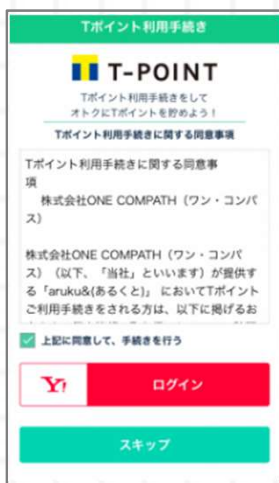 Tポイント利用手続き
T-POINT
Tポイント利用手続きをして
オトクにTポイントを貯めよう！
Tポイント利用手続きに関する同意事項
Tポイント利用手続きに関する同意事
項
株式会社ONE COMPATH（ワン・コンパ
ス）
株式会社ONE COMPATH（ワン・コンパ
ス）（以下、「当社」といいます）が提供す
る「aruku&(あるくと)」 においてTポイント
ご利用手続きをされる方は、以下に掲げるお
上記に同意して、手続きを行う
Y! ログイン
スキップ